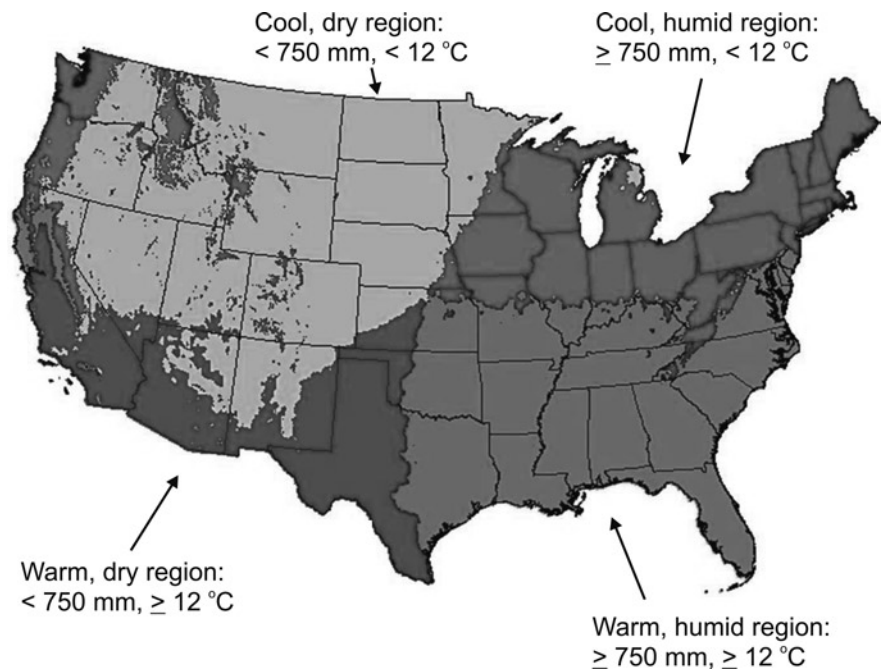 Cool, dry region:
< 750 mm, < 12 °C
Cool, humid region:
≥ 750 mm, < 12 °C
Warm, dry region:
< 750 mm, ≥ 12 °C
Warm, humid region:
≥ 750 mm, ≥ 12 °C